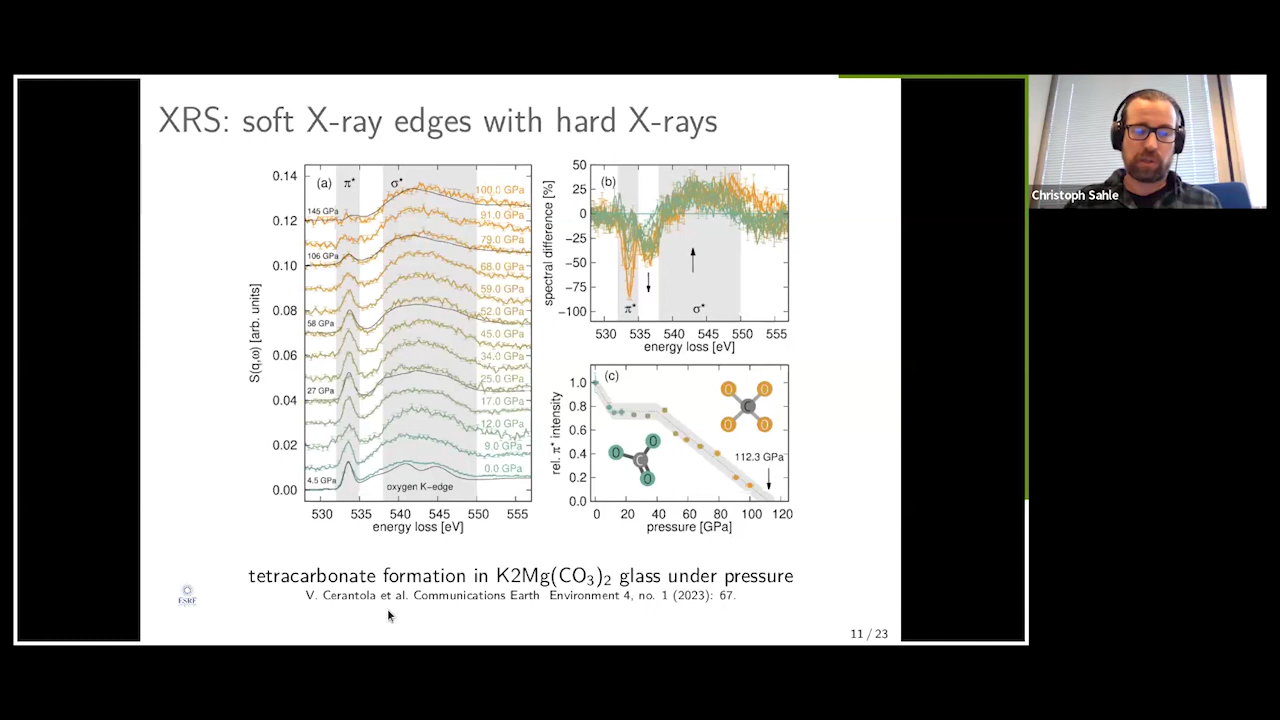 XRS: soft X-ray edges with hard X-rays
Christoph Sahle
(a)
π*
σ*
0.14
0.12
0.10
0.08
0.06
0.04
0.02
0.00
S(q,ω) [arb. units]
145 GPa
106 GPa
58 GPa
27 GPa
4.5 GPa
100.0 GPa
91.0 GPa
79.0 GPa
68.0 GPa
59.0 GPa
52.0 GPa
45.0 GPa
34.0 GPa
25.0 GPa
17.0 GPa
12.0 GPa
9.0 GPa
0.0 GPa
oxygen K-edge
530 535 540 545 550 555
energy loss [eV]
(b)
50
25
0
−25
−50
−75
−100
spectral difference [%]
π*
σ*
530 535 540 545 550 555
energy loss [eV]
(c)
1.0
0.8
0.6
0.4
0.2
0.0
rel. π* intensity
O O
C
O O
O
O C
O
112.3 GPa
0 20 40 60 80 100 120
pressure [GPa]
tetracarbonate formation in K2Mg(CO₃)₂ glass under pressure
V. Cerantola et al. Communications Earth Environment 4, no. 1 (2023): 67.
ESRF
11 / 23